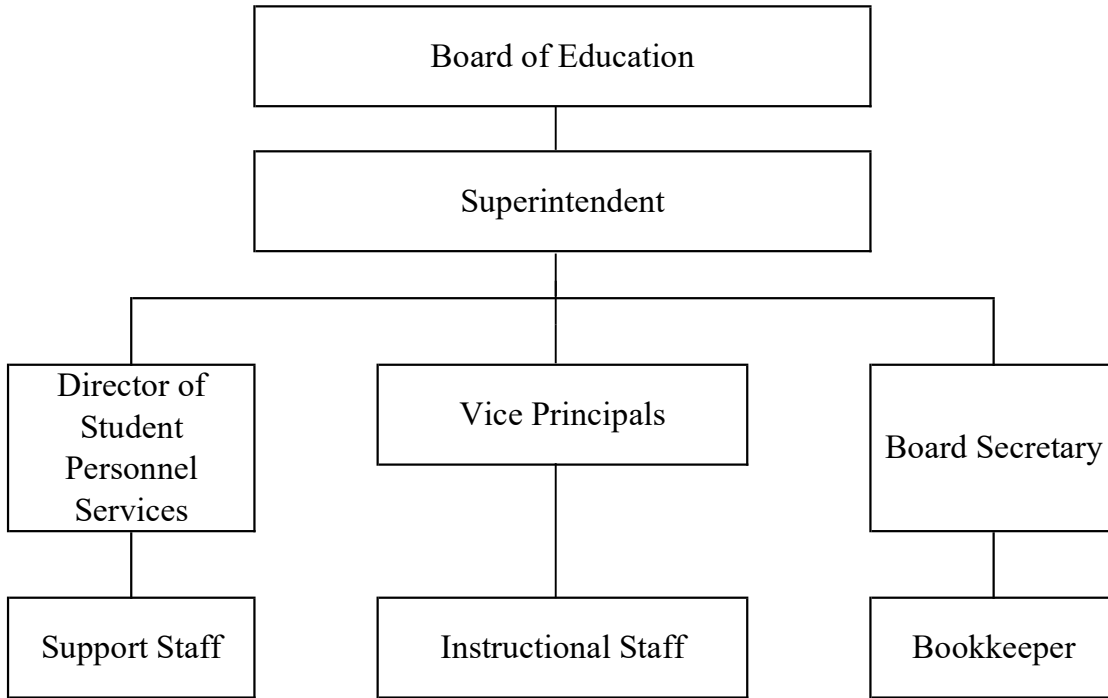 Board of Education
Superintendent
Director of
Student
Personnel
Services
Vice Principals
Board Secretary
Support Staff
Instructional Staff
Bookkeeper